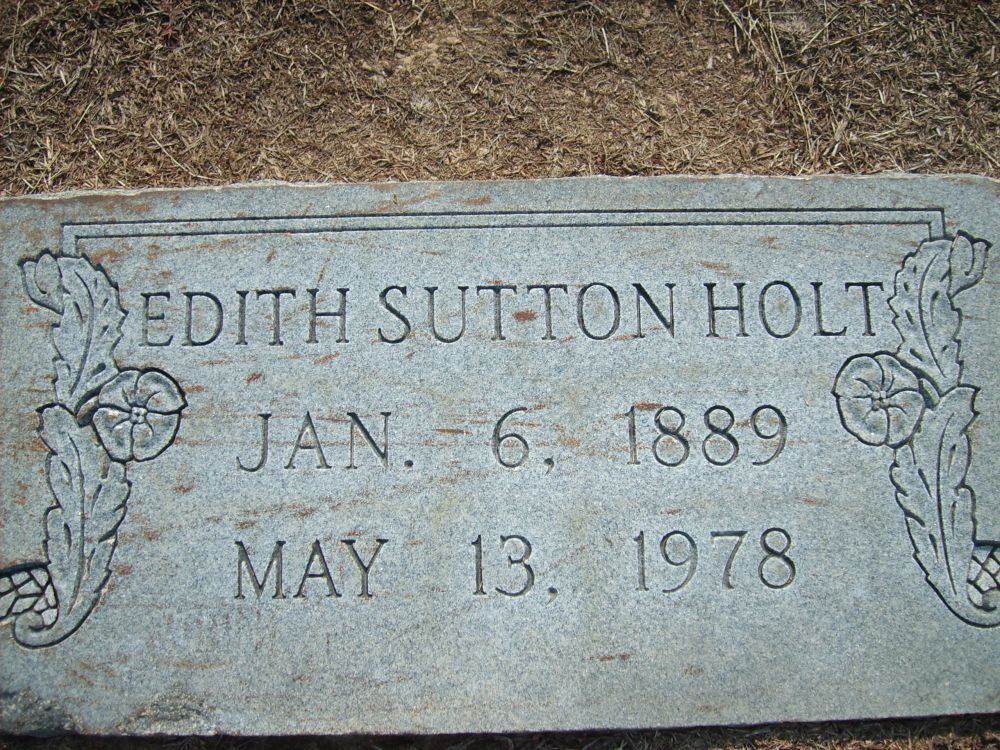 EDITH SUTTON HOLT
JAN. 6, 1889
MAY 13, 1978